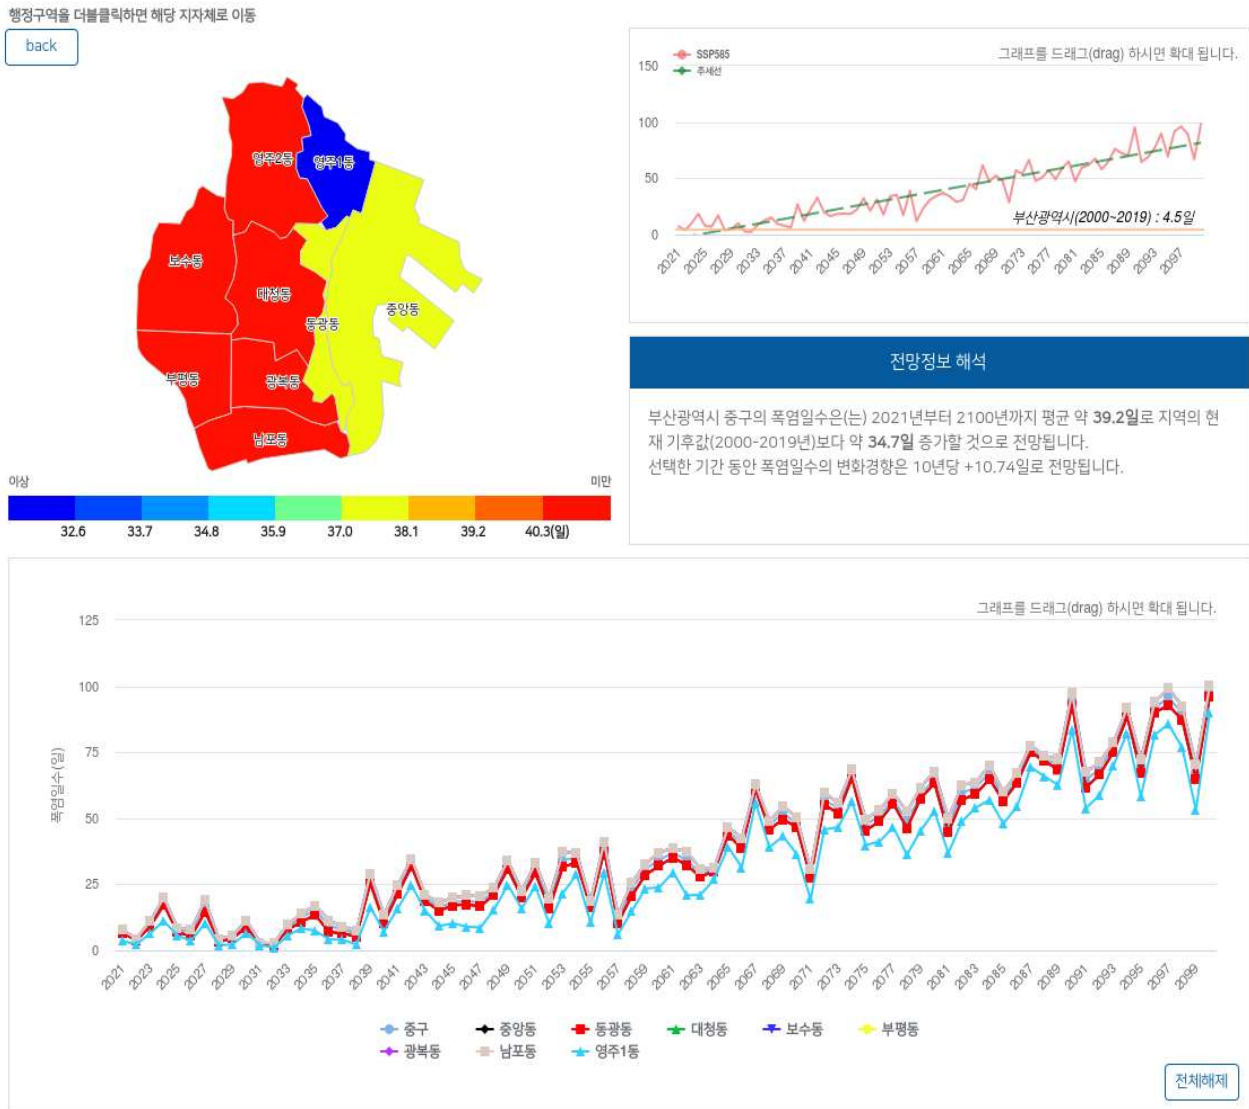 행정구역을 더블클릭하면 해당 지자체로 이동
back
영주2동
영주1동
보수동
대청동
중앙동
동광동
부평동
광복동
남포동
이상
미만
32.6 33.7 34.8 35.9 37.0 38.1 39.2 40.3(일)
SSP585
추세선
그래프를 드래그(drag) 하시면 확대 됩니다.
150
100
50
0
부산광역시(2000~2019) : 4.5일
2021 2025 2029 2033 2037 2041 2045 2049 2053 2057 2061 2065 2069 2073 2077 2081 2085 2089 2093 2097
전망정보 해석
부산광역시 중구의 폭염일수은(는) 2021년부터 2100년까지 평균 약 39.2일로 지역의 현
재 기후값(2000-2019년)보다 약 34.7일 증가할 것으로 전망됩니다.
선택한 기간 동안 폭염일수의 변화경향은 10년당 +10.74일로 전망됩니다.
그래프를 드래그(drag) 하시면 확대 됩니다.
폭염일수(일)
125
100
75
50
25
0
2021 2023 2025 2027 2029 2031 2033 2035 2037 2039 2041 2043 2045 2047 2049 2051 2053 2055 2057 2059 2061 2063 2065 2067 2069 2071 2073 2075 2077 2079 2081 2083 2085 2087 2089 2091 2093 2095 2097 2099
중구 중앙동 동광동 대청동 보수동 부평동
광복동 남포동 영주1동
전체해제